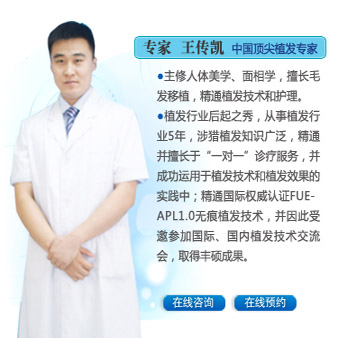 专家 王传凯 中国顶尖植发专家
●主修人体美学、面相学，擅长毛
发移植，精通植发技术和护理。
●植发行业后起之秀，从事植发行
业5年，涉猎植发知识广泛，精通
并擅长于“一对一”诊疗服务，并
成功运用于植发技术和植发效果的
实践中；精通国际权威认证FUE-
APL1.0无痕植发技术，并因此受
邀参加国际、国内植发技术交流
会，取得丰硕成果。
在线咨询 在线预约